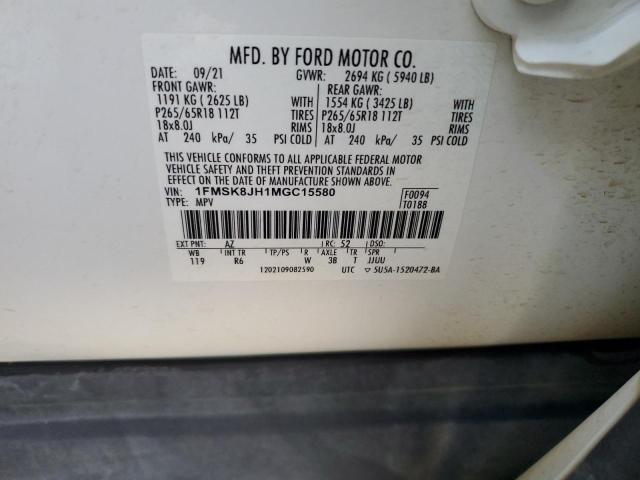 MFD. BY FORD MOTOR CO.
DATE: 09/21 GVWR: 2694 KG ( 5940 LB)
FRONT GAWR: REAR GAWR:
1191 KG ( 2625 LB) WITH 1554 KG ( 3425 LB) WITH
P265/65R18 112T TIRES P265/65R18 112T TIRES
18x8.0J RIMS 18x8.0J RIMS
AT 240 kPa/ 35 PSI COLD AT 240 kPa/ 35 PSI COLD
THIS VEHICLE CONFORMS TO ALL APPLICABLE FEDERAL MOTOR
VEHICLE SAFETY AND BUMPER AND THEFT PREVENTION STANDARDS
IN EFFECT ON THE DATE OF MANUFACTURE SHOWN ABOVE.
VIN: 1FMSK8JH1MGC15580 F0094
TYPE: MPV T0188
EXT PNT: AZ RC: 52 DSO:
WB INT TR TP/PS R AXLE TR SPR
119 R6 W 3B T JJUU
1202109082590 UTC ▽ 5U5A-1520472-BA